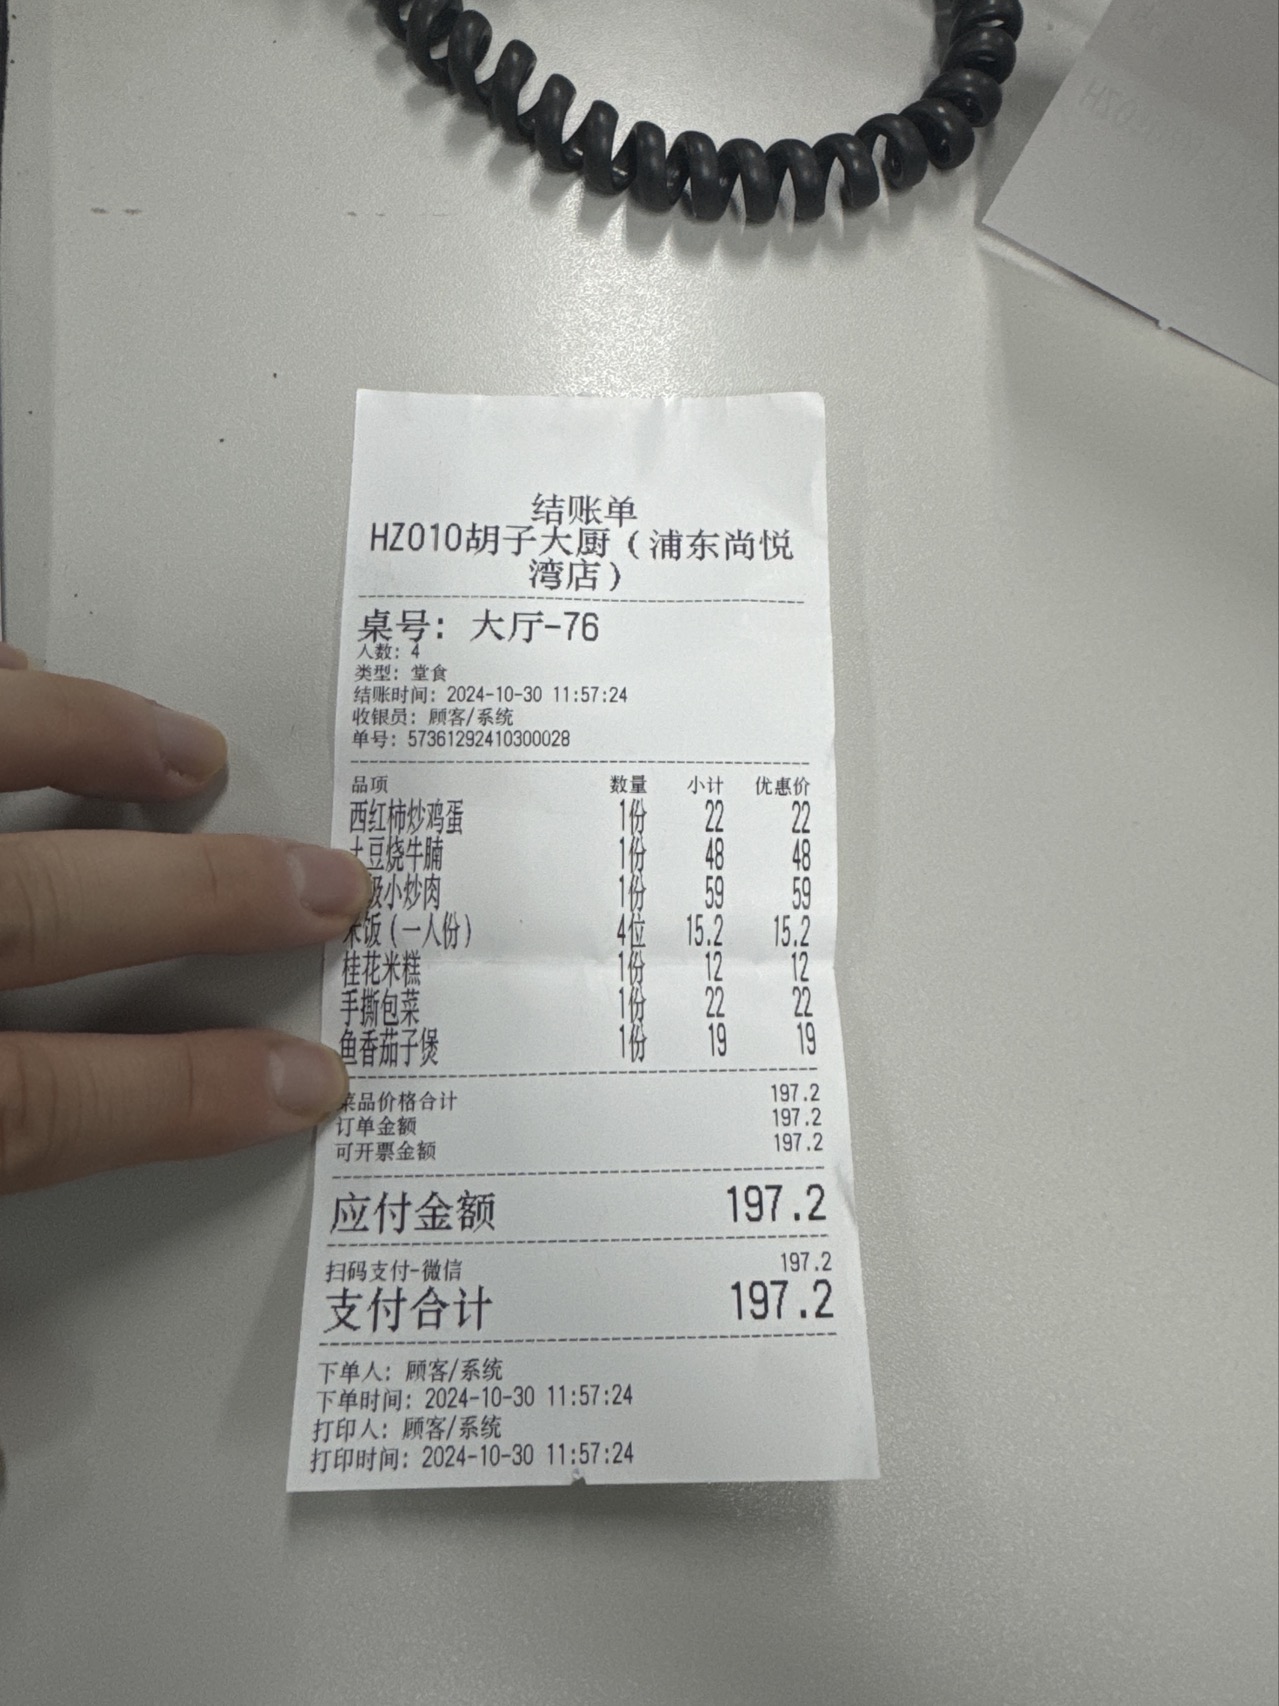 结账单
HZ010胡子大厨（浦东尚悦
湾店）
桌号：大厅-76
人数：4
类型：堂食
结账时间：2024-10-30 11:57:24
收银员：顾客/系统
单号：57361292410300028
品项 数量 小计 优惠价
西红柿炒鸡蛋 1份 22 22
土豆烧牛腩 1份 48 48
级小炒肉 1份 59 59
米饭（一人份） 4位 15.2 15.2
桂花米糕 1份 12 12
手撕包菜 1份 22 22
鱼香茄子煲 1份 19 19
菜品价格合计 197.2
订单金额 197.2
可开票金额 197.2
应付金额 197.2
扫码支付-微信 197.2
支付合计 197.2
下单人：顾客/系统
下单时间：2024-10-30 11:57:24
打印人：顾客/系统
打印时间：2024-10-30 11:57:24